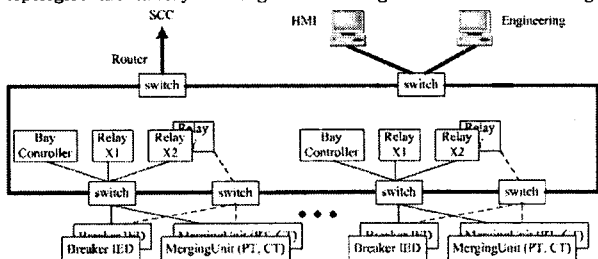 SCC
HMI
Engineering
Router
switch
switch
Bay
Controller
Relay
X1
Relay
X2
Relay
Bay
Controller
Relay
X1
Relay
X2
Relay
switch
switch
switch
switch
Breaker IED
MergingUnit (PT, CT)
Breaker IED
MergingUnit (PT, CT)